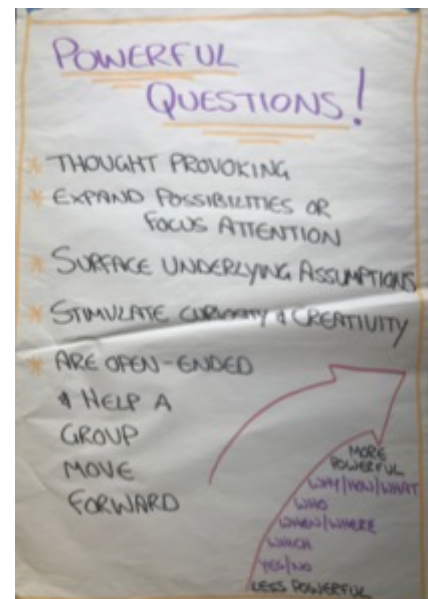 POWERFUL
QUESTIONS!
* THOUGHT PROVOKING
* EXPAND POSSIBILITIES OR
FOCUS ATTENTION
* SURFACE UNDERLYING ASSUMPTIONS
* STIMULATE CURIOSITY & CREATIVITY
* ARE OPEN-ENDED
& HELP A
GROUP
MOVE
FORWARD
MORE
POWERFUL
WHY/HOW/WHAT
WHO
WHEN/WHERE
WHICH
YES/NO
LESS POWERFUL